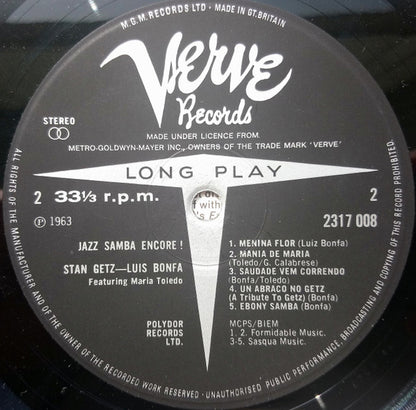 M.G.M. RECORDS LTD · MADE IN GT. BRITAIN
Verve
Records
STEREO
MADE UNDER LICENCE FROM.
METRO-GOLDWYN-MAYER INC., OWNERS OF THE TRADE MARK 'VERVE'
LONG PLAY
2 33⅓ r.p.m.
2
℗ 1963
2317 008
JAZZ SAMBA ENCORE!
STAN GETZ—LUIS BONFA
Featuring Maria Toledo
1. MENINA FLOR (Luiz Bonfa)
2. MANIA DE MARIA
(Toledo/G. Calabrese)
3. SAUDADE VEM CORRENDO
(Bonfa/Toledo)
4. UN ABRACO NO GETZ
(A Tribute To Getz) (Bonfa)
5. EBONY SAMBA (Bonfa)
POLYDOR
RECORDS
LTD.
MCPS/BIEM
1 · 2. Formidable Music.
3-5. Sasqua Music.
ALL RIGHTS OF THE MANUFACTURER AND OF THE OWNER OF THE RECORDED WORK RESERVED · UNAUTHORISED PUBLIC PERFORMANCE, BROADCASTING AND COPYING OF THIS RECORD PROHIBITED.